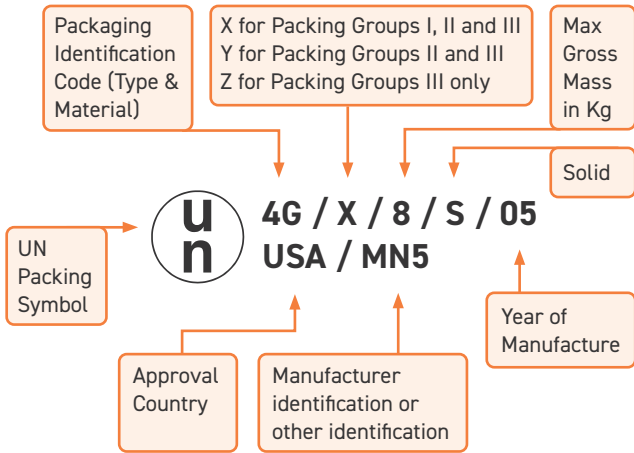 Packaging
Identification
Code (Type &
Material)
X for Packing Groups I, II and III
Y for Packing Groups II and III
Z for Packing Groups III only
Max
Gross
Mass
in Kg
Solid
UN
Packing
Symbol
u
n
4G / X / 8 / S / 05
USA / MN5
Approval
Country
Manufacturer
identification or
other identification
Year of
Manufacture